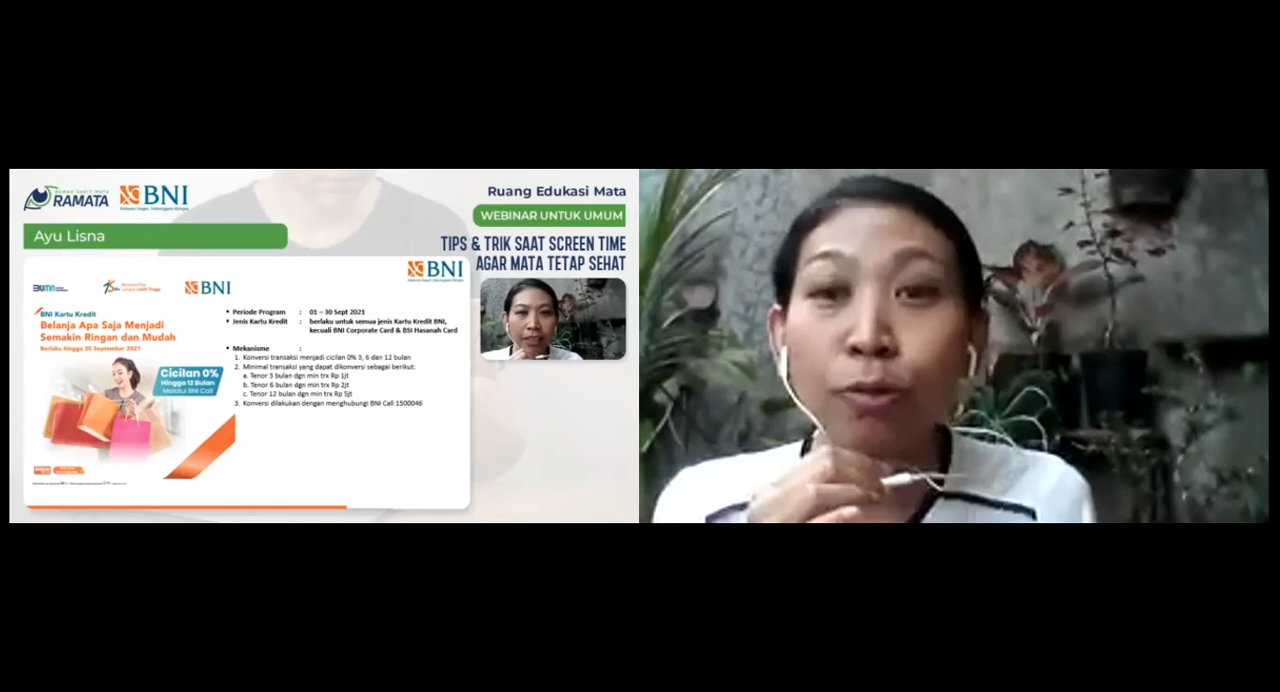 RUMAH SAKIT MATA
RAMATA
BNI
Ruang Edukasi Mata
WEBINAR UNTUK UMUM
Ayu Lisna
TIPS & TRIK SAAT SCREEN TIME
AGAR MATA TETAP SEHAT
BNI
BUMN
BNI
BNI Kartu Kredit
Belanja Apa Saja Menjadi
Semakin Ringan dan Mudah
Berlaku hingga 30 September 2021
Cicilan 0%
Hingga 12 Bulan
Melalui BNI Call
• Periode Program : 01 – 30 Sept 2021
• Jenis Kartu Kredit : berlaku untuk semua jenis Kartu Kredit BNI,
kecuali BNI Corporate Card & BSI Hasanah Card
• Mekanisme :
1. Konversi transaksi menjadi cicilan 0% 3, 6 dan 12 bulan
2. Minimal transaksi yang dapat dikonversi sebagai berikut:
a. Tenor 3 bulan dgn min trx Rp 1jt
b. Tenor 6 bulan dgn min trx Rp 2jt
c. Tenor 12 bulan dgn min trx Rp 5jt
3. Konversi dilakukan dengan menghubungi BNI Call 1500046